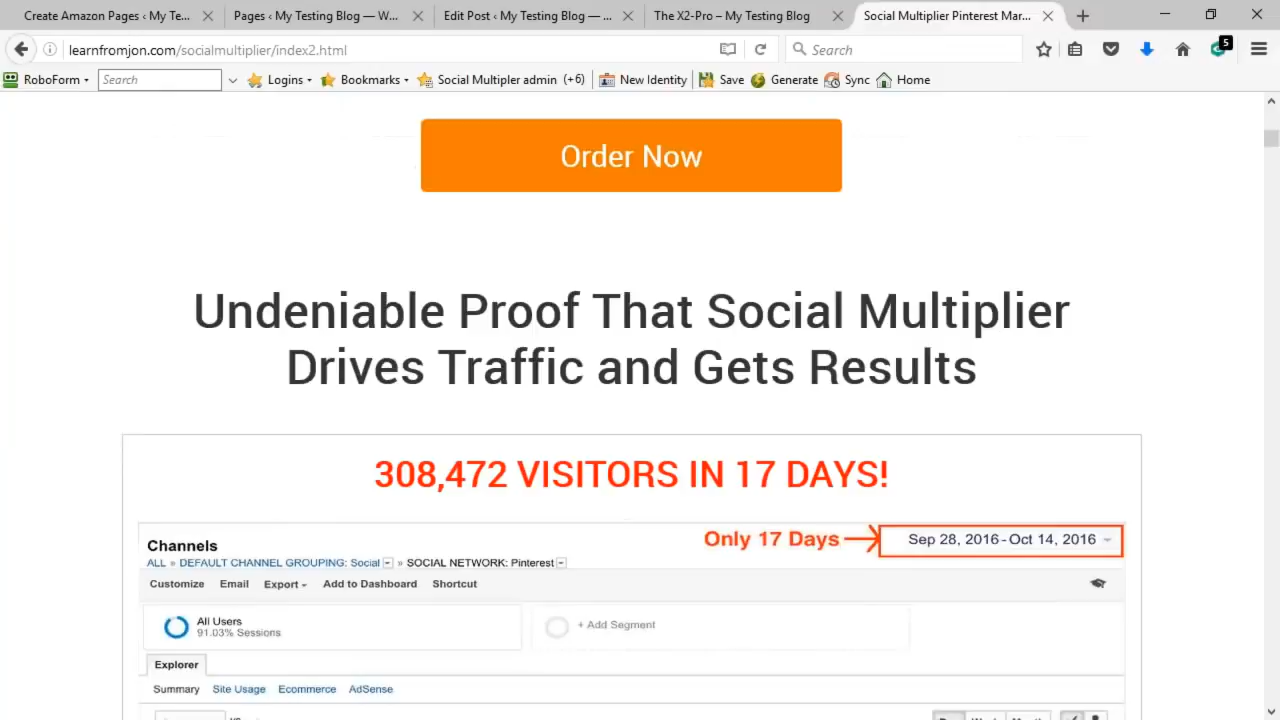 Create Amazon Pages ‹ My Te...
Pages ‹ My Testing Blog — W...
Edit Post ‹ My Testing Blog — ...
The X2-Pro – My Testing Blog
Social Multiplier Pinterest Mar...
learnfromjon.com/socialmultiplier/index2.html
Search
5
RoboForm
Search
Logins
Bookmarks
Social Multipler admin (+6)
New Identity
Save
Generate
Sync
Home
Order Now
Undeniable Proof That Social Multiplier
Drives Traffic and Gets Results
308,472 VISITORS IN 17 DAYS!
Only 17 Days
Sep 28, 2016 - Oct 14, 2016
Channels
ALL » DEFAULT CHANNEL GROUPING: Social » SOCIAL NETWORK: Pinterest
Customize Email Export Add to Dashboard Shortcut
All Users
91.03% Sessions
+ Add Segment
Explorer
Summary Site Usage Ecommerce AdSense